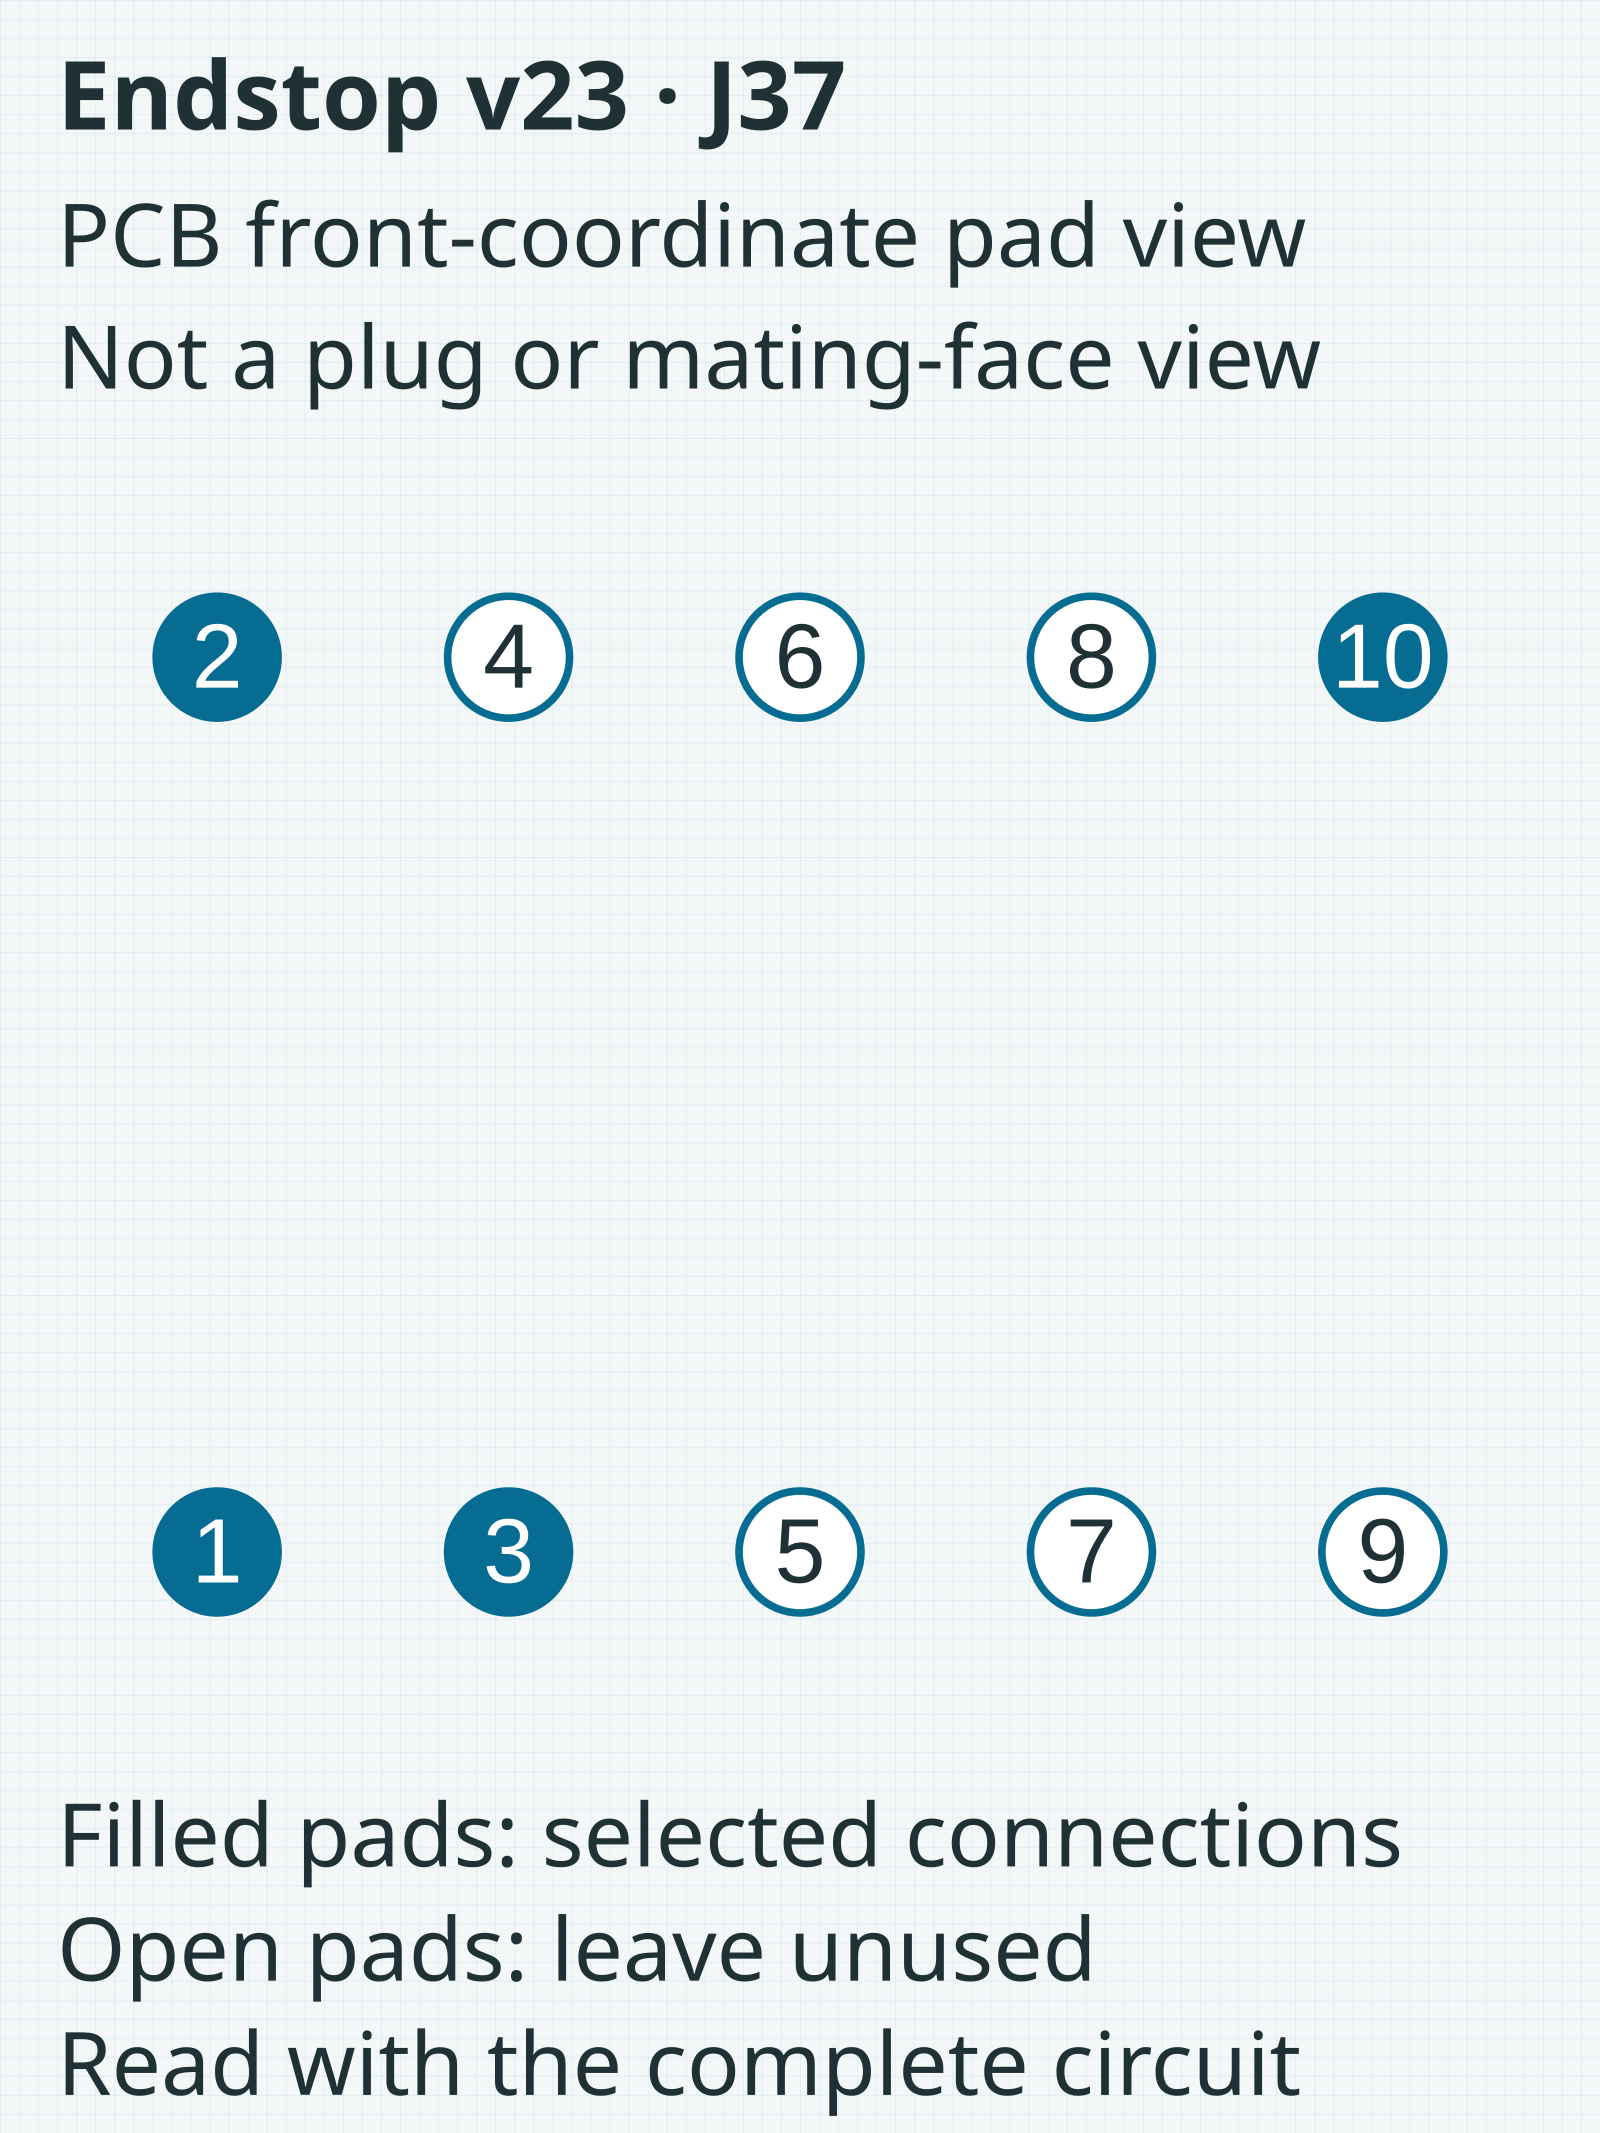 Endstop v23 · J37
PCB front-coordinate pad view
Not a plug or mating-face view
2 4 6 8 10
1 3 5 7 9
Filled pads: selected connections
Open pads: leave unused
Read with the complete circuit